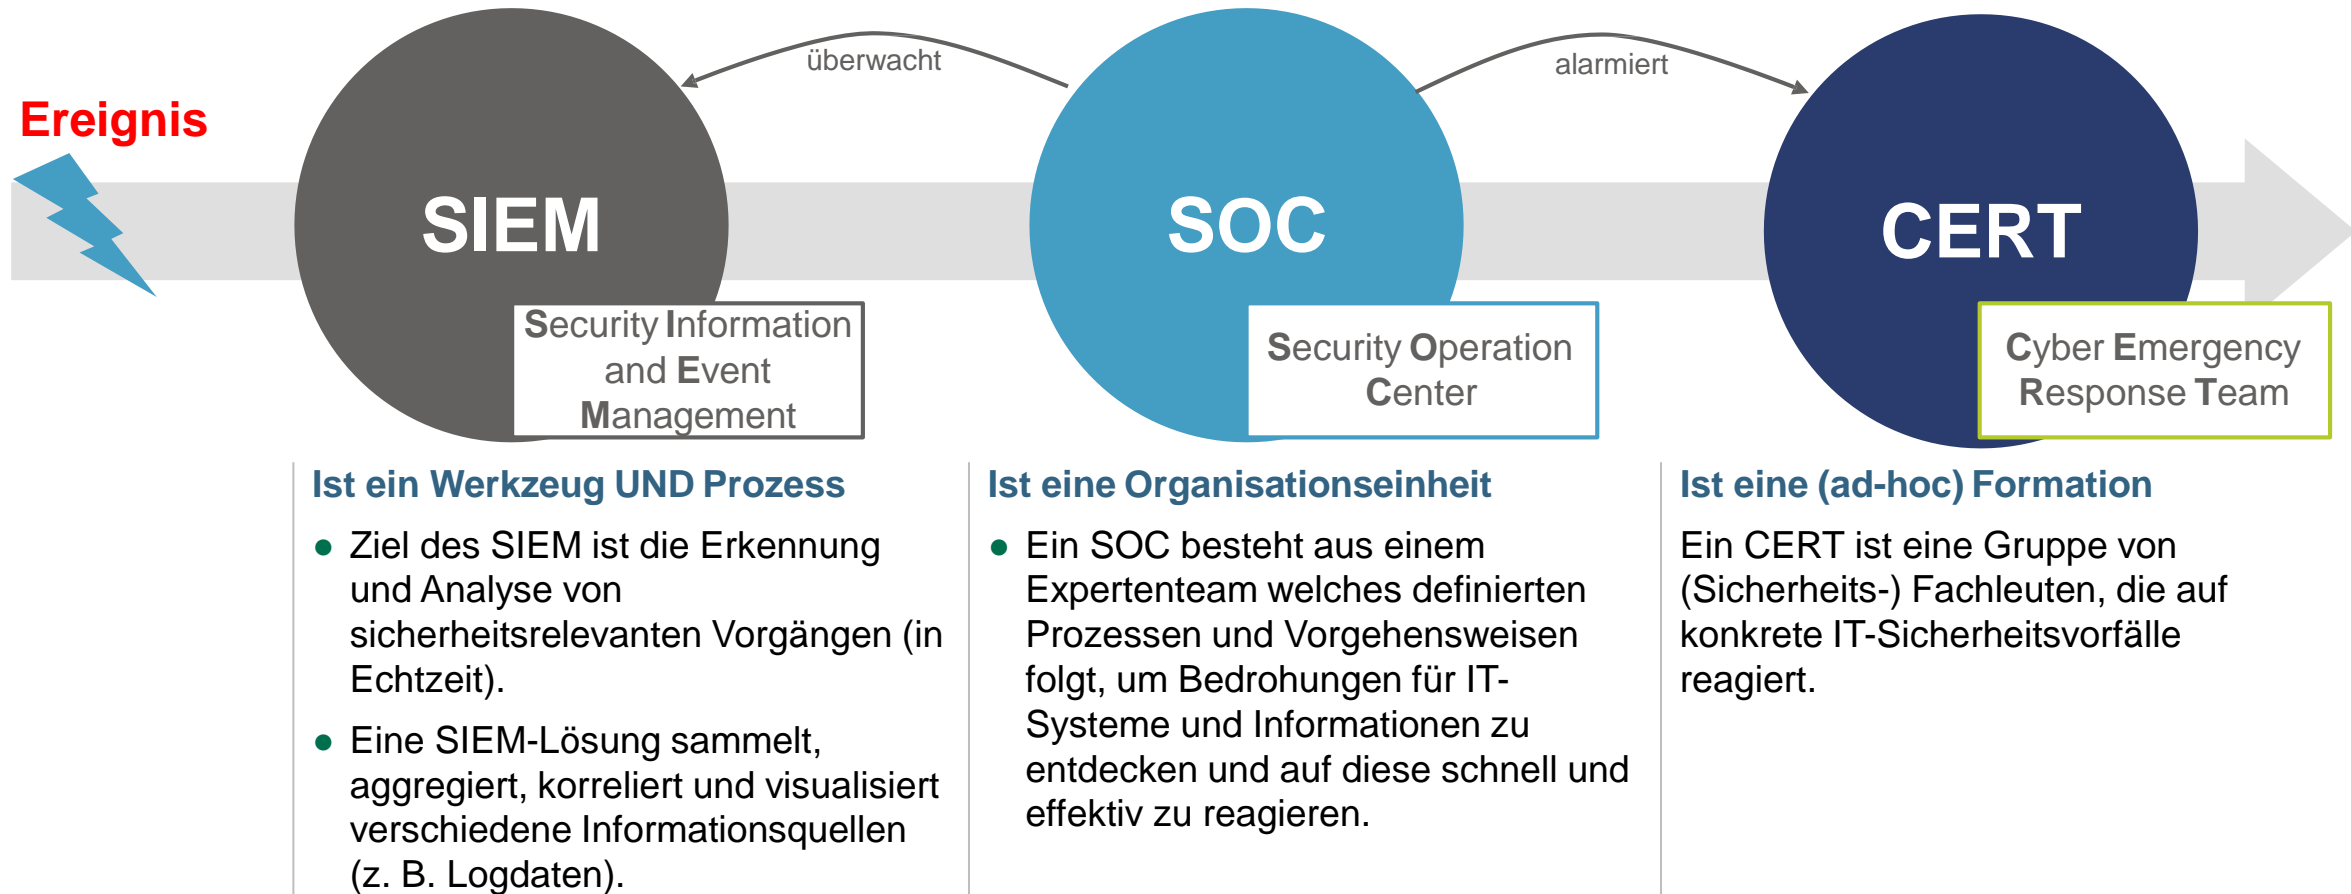 überwacht
alarmiert
Ereignis
SIEM
SOC
CERT
Security Information
and Event
Management
Security Operation
Center
Cyber Emergency
Response Team
Ist ein Werkzeug UND Prozess
● Ziel des SIEM ist die Erkennung
und Analyse von
sicherheitsrelevanten Vorgängen (in
Echtzeit).
● Eine SIEM-Lösung sammelt,
aggregiert, korreliert und visualisiert
verschiedene Informationsquellen
(z. B. Logdaten).
Ist eine Organisationseinheit
● Ein SOC besteht aus einem
Expertenteam welches definierten
Prozessen und Vorgehensweisen
folgt, um Bedrohungen für IT-
Systeme und Informationen zu
entdecken und auf diese schnell und
effektiv zu reagieren.
Ist eine (ad-hoc) Formation
Ein CERT ist eine Gruppe von
(Sicherheits-) Fachleuten, die auf
konkrete IT-Sicherheitsvorfälle
reagiert.